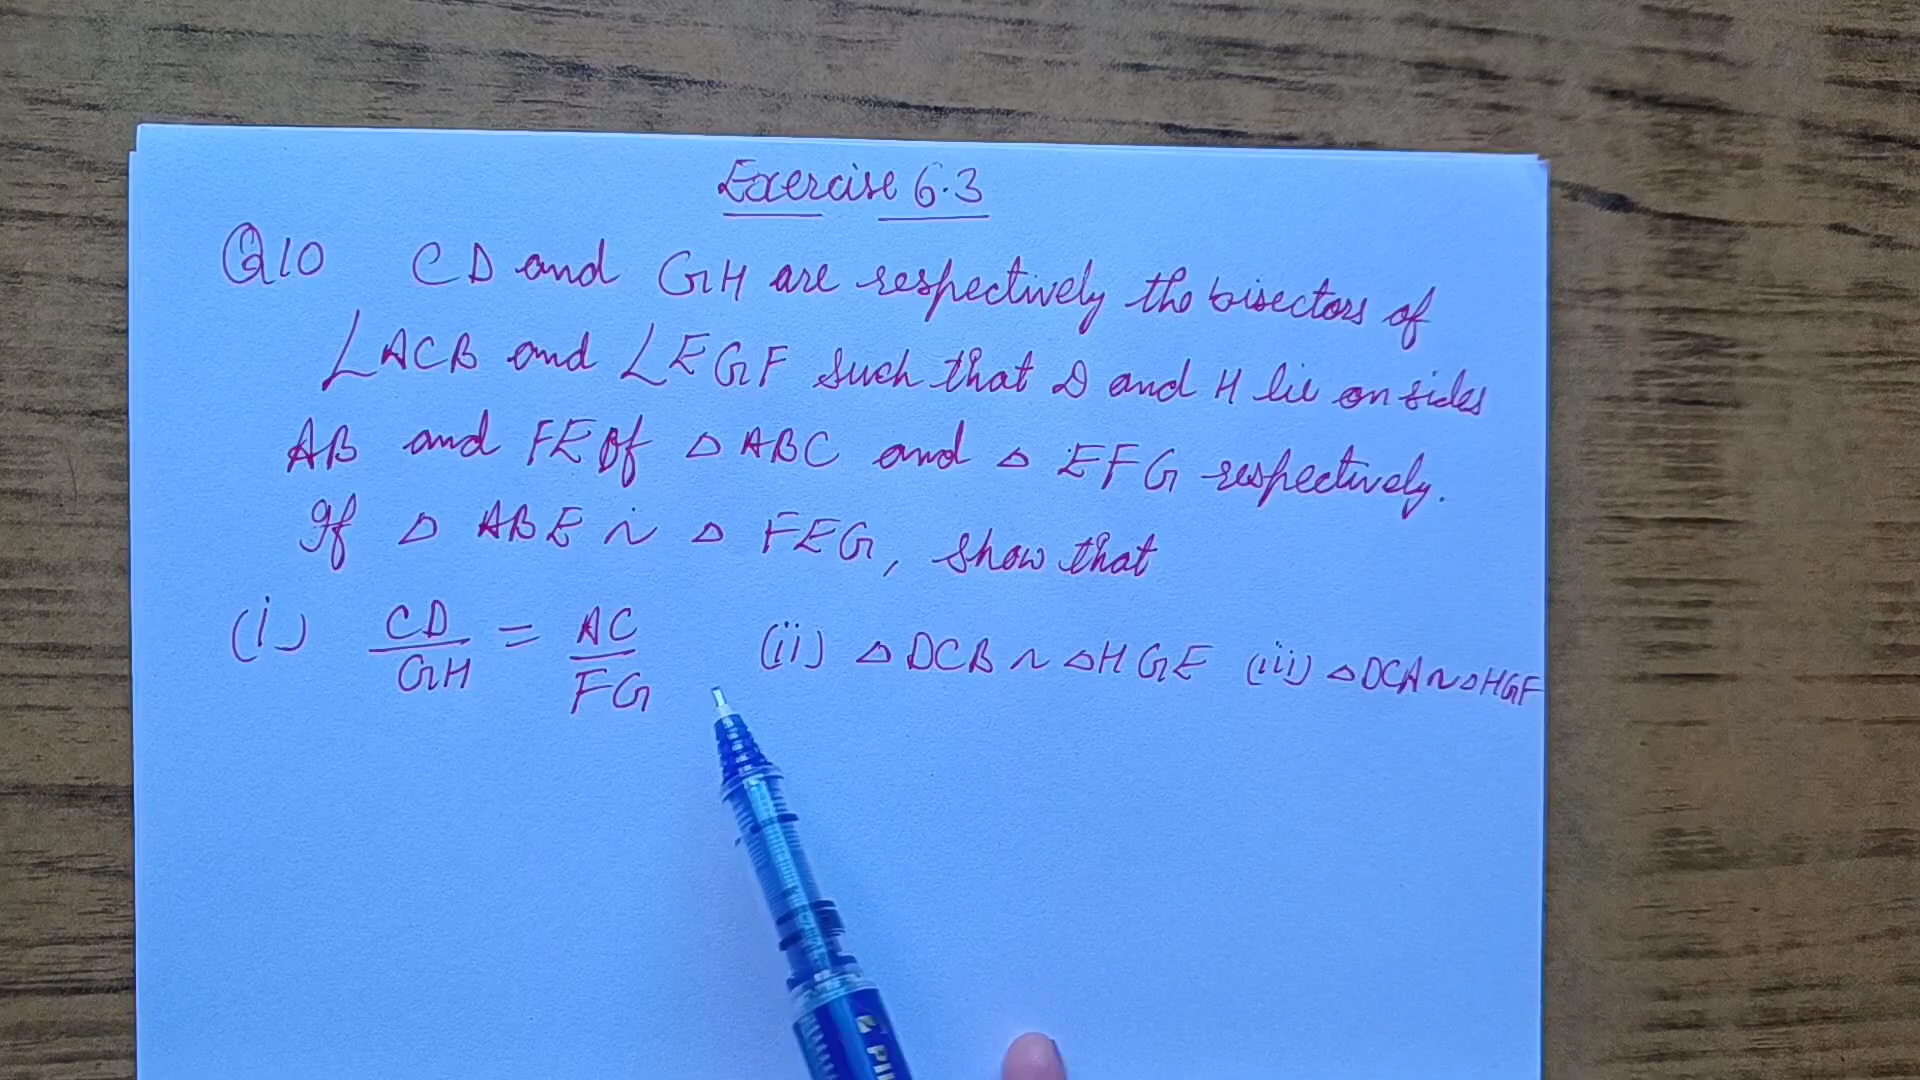 Exercise 6.3
Q10 CD and GH are respectively the bisectors of
∠ACB and ∠EGF such that D and H lie on sides
AB and FE of △ABC and △ EFG respectively.
If △ ABE ~ △ FEG, show that
(i) CD/GH = AC/FG (ii) △DCB ~ △HGE (iii) △DCA~△HGF